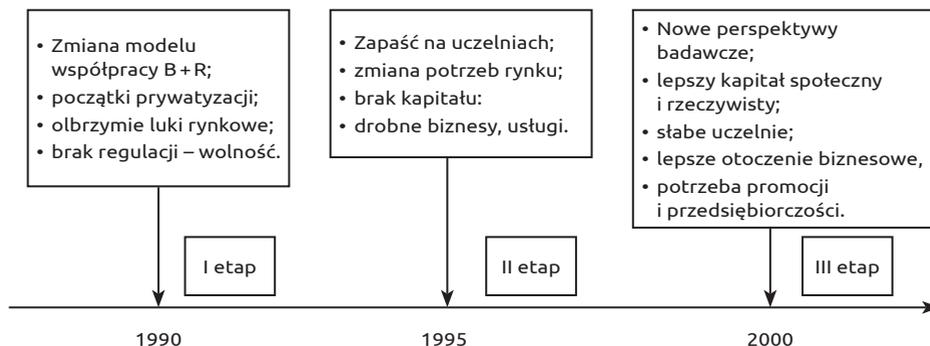 • Zmiana modelu
współpracy B + R;
• początki prywatyzacji;
• olbrzymie luki rynkowe;
• brak regulacji – wolność.
• Zapaść na uczelniach;
• zmiana potrzeb rynku;
• brak kapitału:
• drobne biznesy, usługi.
• Nowe perspektywy
badawcze;
• lepszy kapitał społeczny
i rzeczywisty;
• słabe uczelnie;
• lepsze otoczenie biznesowe,
• potrzeba promocji
i przedsiębiorczości.
I etap
II etap
III etap
1990
1995
2000